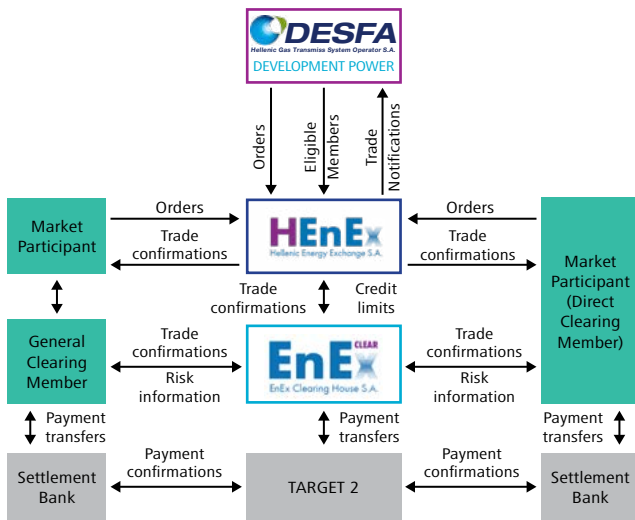 DESFA
Hellenic Gas Transmiss System Operator S.A.
DEVELOPMENT POWER
Orders
Eligible
Members
Trade
Notifications
Market
Participant
Orders
Trade
confirmations
HEnEx
Hellenic Energy Exchange S.A.
Orders
Trade
confirmations
Market
Participant
(Direct
Clearing
Member)
Trade
confirmations
Credit
limits
General
Clearing
Member
Trade
confirmations
Risk
information
EnEx
CLEAR
EnEx Clearing House S.A.
Trade
confirmations
Risk
information
Payment
transfers
Payment
transfers
Payment
transfers
Settlement
Bank
Payment
confirmations
TARGET 2
Payment
confirmations
Settlement
Bank